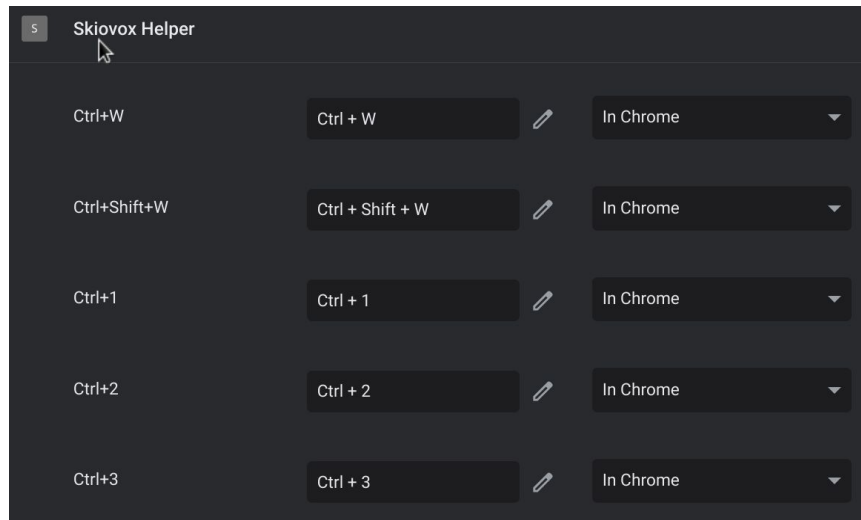 S Skiovox Helper
Ctrl+W Ctrl + W In Chrome
Ctrl+Shift+W Ctrl + Shift + W In Chrome
Ctrl+1 Ctrl + 1 In Chrome
Ctrl+2 Ctrl + 2 In Chrome
Ctrl+3 Ctrl + 3 In Chrome